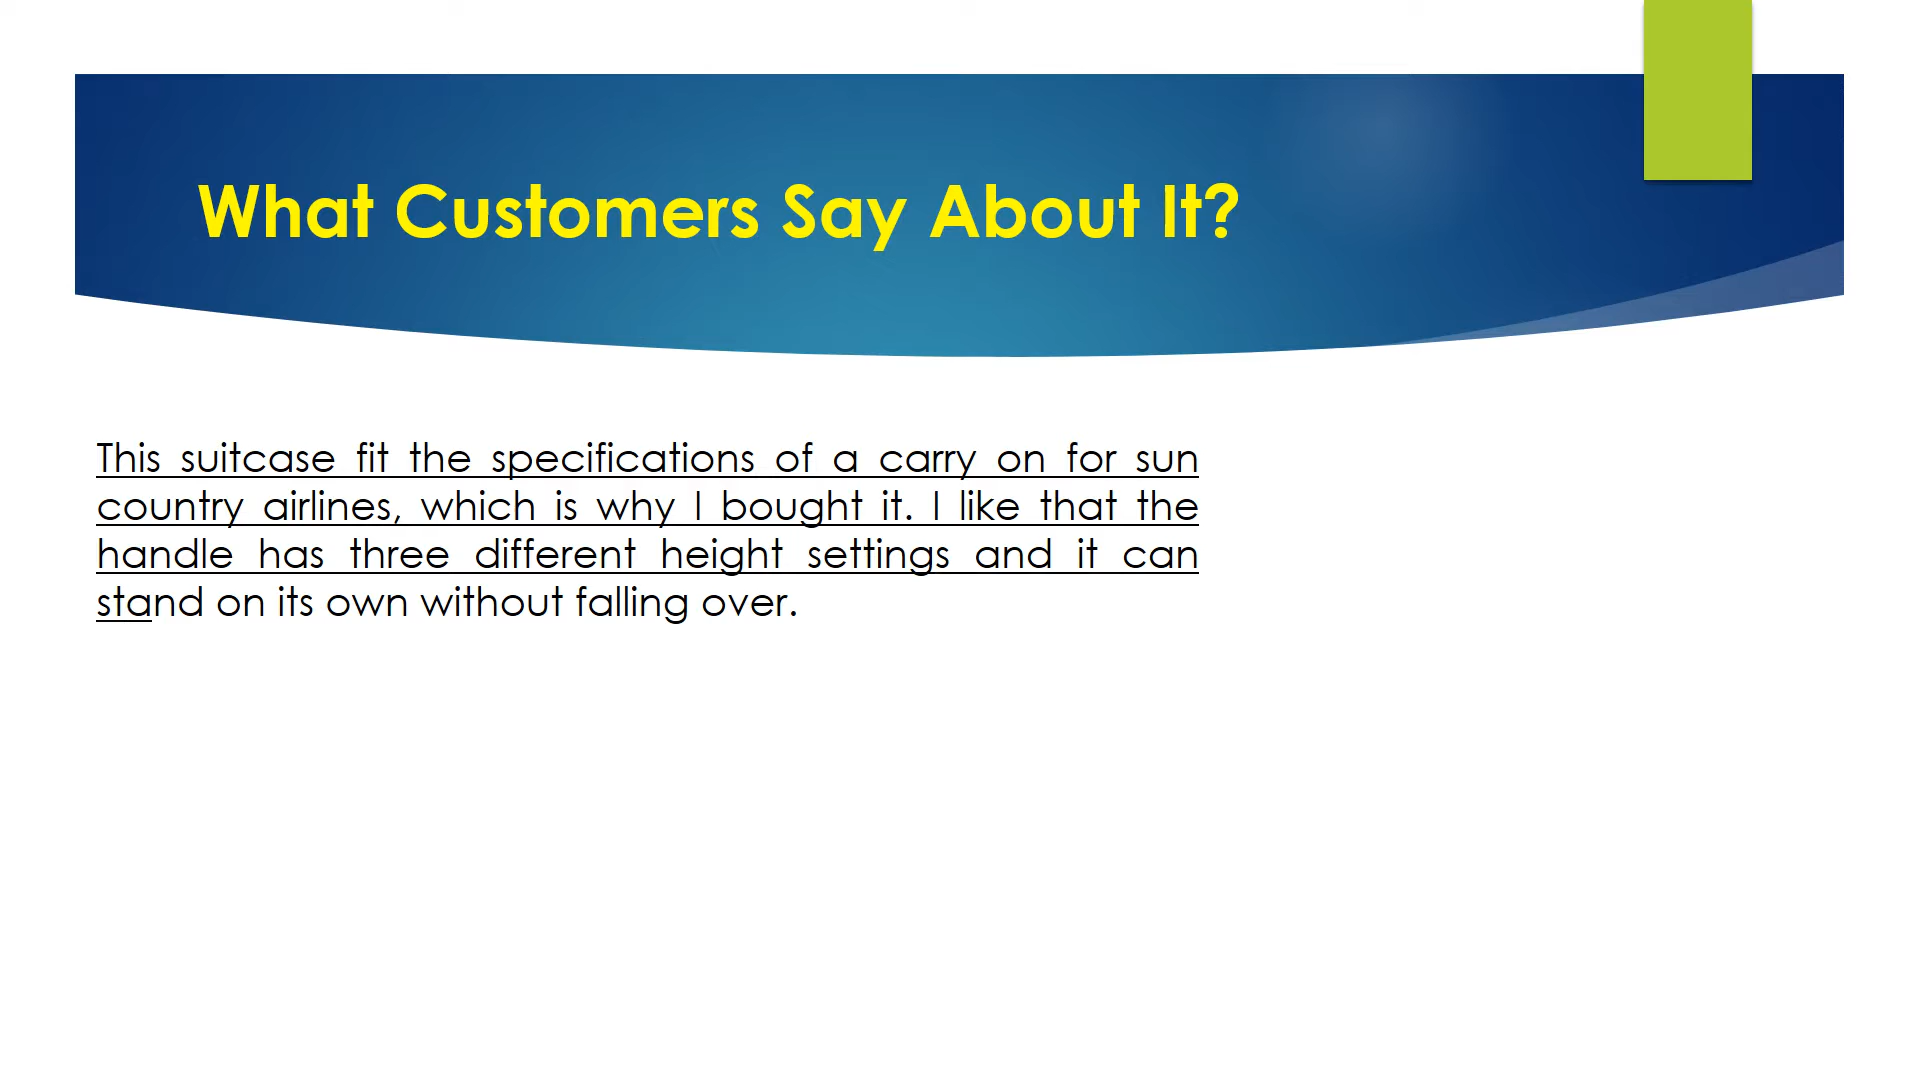 What Customers Say About It?
This suitcase fit the specifications of a carry on for sun
country airlines, which is why I bought it. I like that the
handle has three different height settings and it can
stand on its own without falling over.